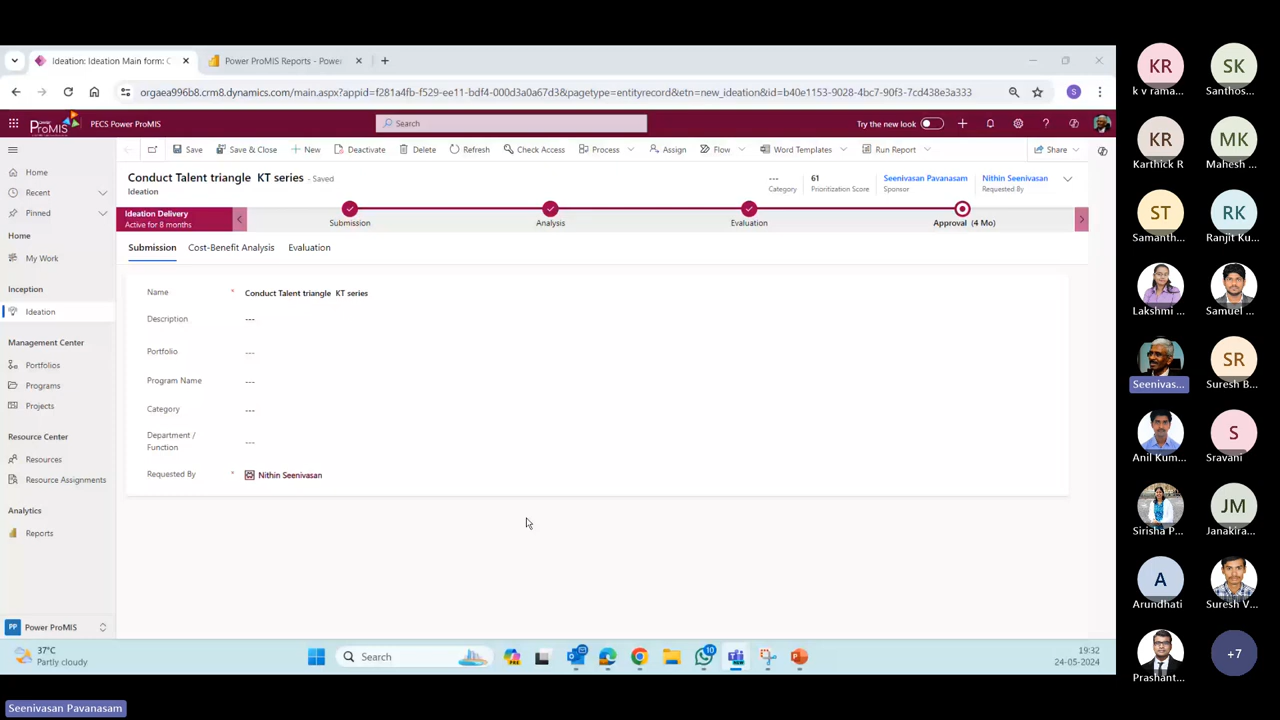 Ideation: Ideation Main form: C
Power ProMIS Reports - Powe
orgaea996b8.crm8.dynamics.com/main.aspx?appid=f281a4fb-f529-ee11-bdf4-000d3a0a67d3&pagetype=entityrecord&etn=new_ideation&id=b40e1153-9028-4bc7-90f3-7cd438e3a333
S
Power ProMIS
PECS Power ProMIS
Search
Try the new look
Save
Save & Close
New
Deactivate
Delete
Refresh
Check Access
Process
Assign
Flow
Word Templates
Run Report
Share
Home
Recent
Pinned
Home
My Work
Inception
Ideation
Management Center
Portfolios
Programs
Projects
Resource Center
Resources
Resource Assignments
Analytics
Reports
PP Power ProMIS
Conduct Talent triangle KT series - Saved
Ideation
---
Category
61
Prioritization Score
Seenivasan Pavanasam
Sponsor
Nithin Seenivasan
Requested By
Ideation Delivery
Active for 8 months
Submission
Analysis
Evaluation
Approval (4 Mo)
Submission
Cost-Benefit Analysis
Evaluation
Name * Conduct Talent triangle KT series
Description ---
Portfolio ---
Program Name ---
Category ---
Department /
Function ---
Requested By * Nithin Seenivasan
37°C
Partly cloudy
Search
10
19:32
24-05-2024
KR
k v rama...
SK
Santhos...
KR
Karthick R
MK
Mahesh ...
ST
Samanth...
RK
Ranjit Ku...
Lakshmi ...
Samuel ...
Seenivas...
SR
Suresh B...
Anil Kum...
S
Sravani
Sirisha P...
JM
Janakira...
A
Arundhati
Suresh V...
Prashant...
+7
Seenivasan Pavanasam